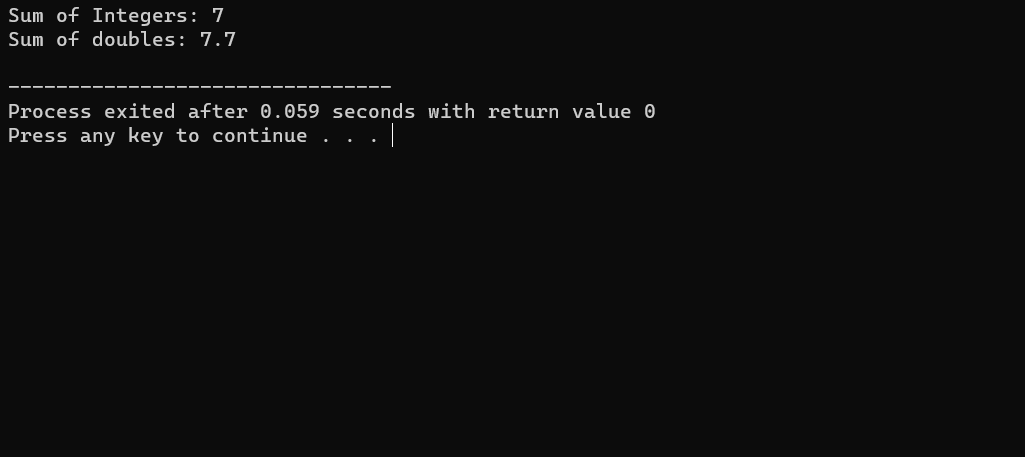 Sum of Integers: 7
Sum of doubles: 7.7
--------------------------------
Process exited after 0.059 seconds with return value 0
Press any key to continue . . .